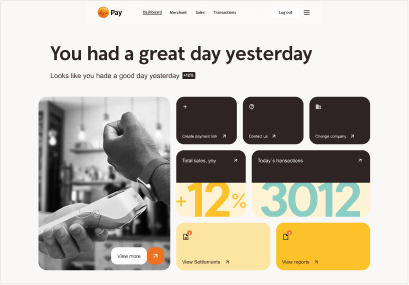 Pay
Dashboard Merchant Sales Transactions
Log out
You had a great day yesterday
Looks like you hade a good day yesterday +12%
Create payment link
Contact us
Change company
Total sales, yoy
Today's transactions
+12%
3012
View more
View Settlements
View reports